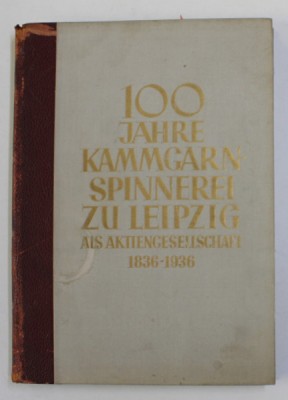 100
JAHRE
KAMMGARN
SPINNEREI
ZU LEIPZIG
ALS AKTIENGESELLSCHAFT
1836-1936